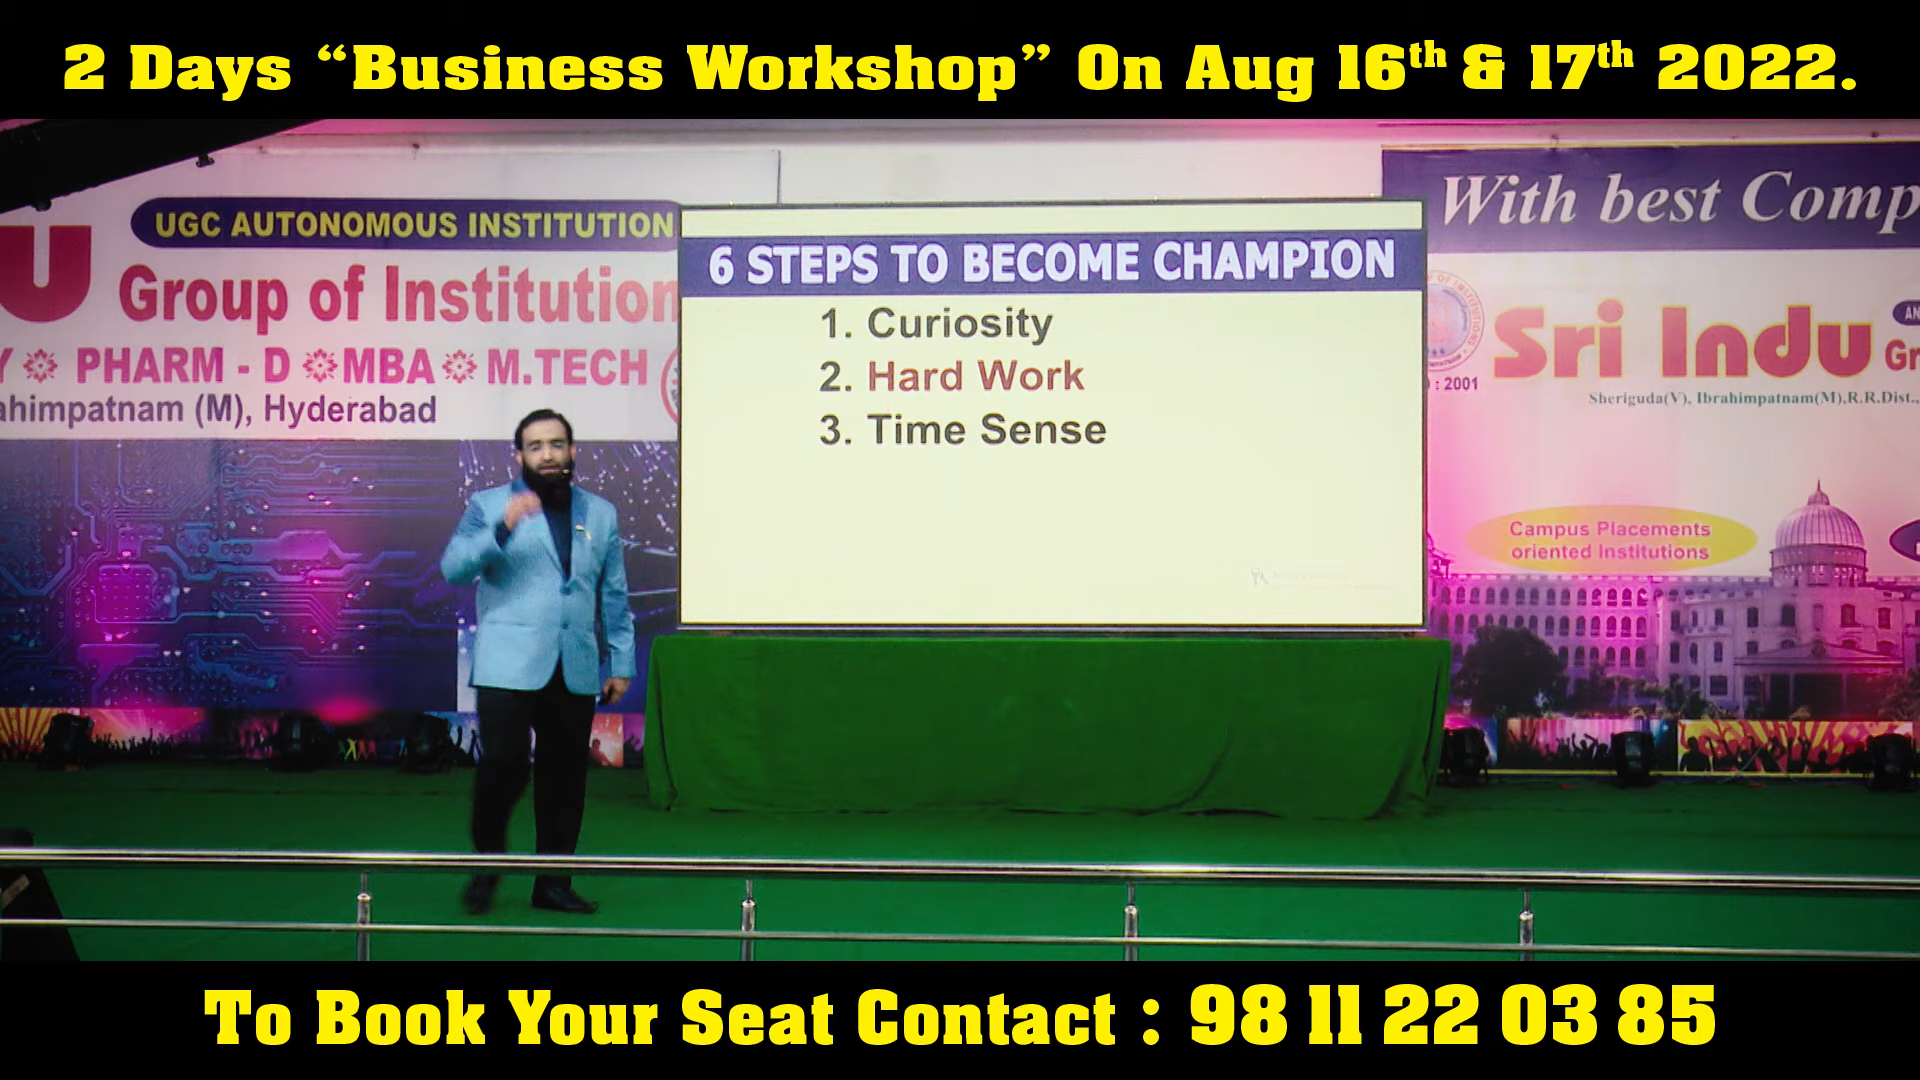 2 Days “Business Workshop” On Aug 16th & 17th 2022.
UGC AUTONOMOUS INSTITUTION
U
Group of Institution
Y PHARM - D MBA M.TECH
ahimpatnam (M), Hyderabad
6 STEPS TO BECOME CHAMPION
1. Curiosity
2. Hard Work
3. Time Sense
With best Comp
Sri Indu
Gr
AN
: 2001
Sheriguda(V), Ibrahimpatnam(M),R.R.Dist.,
Campus Placements
oriented Institutions
To Book Your Seat Contact : 98 11 22 03 85